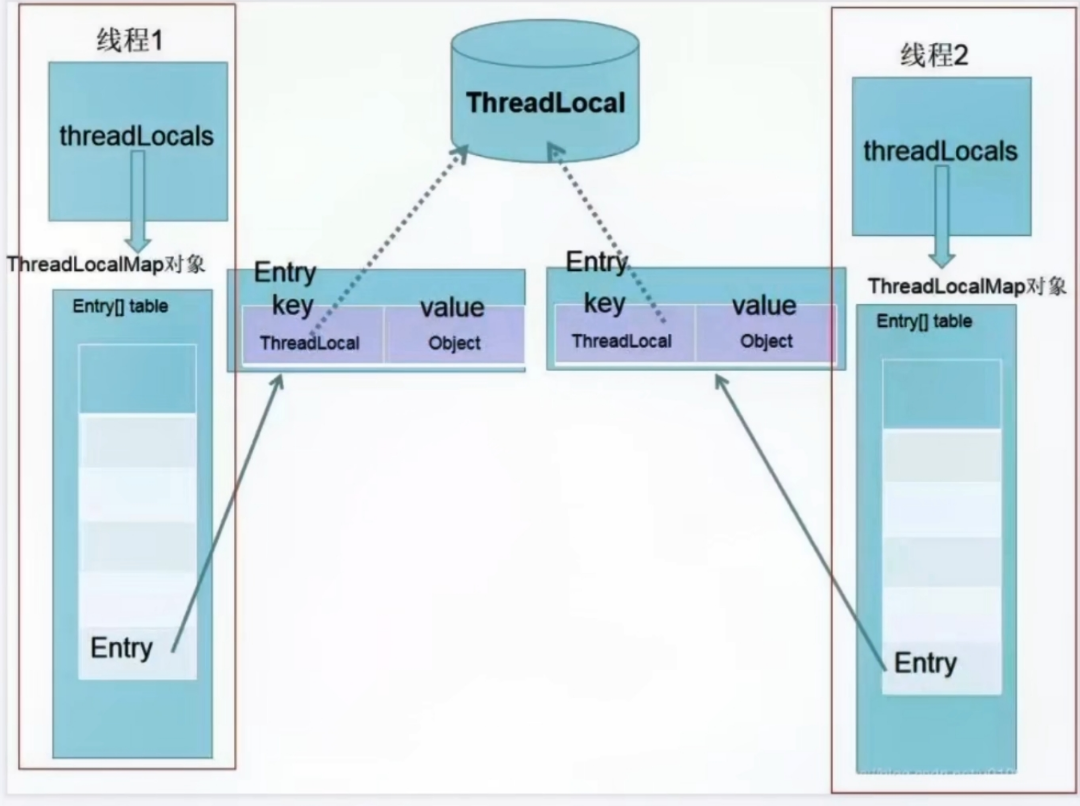 线程1
threadLocals
ThreadLocalMap对象
Entry[] table
Entry
ThreadLocal
Entry
key value
ThreadLocal Object
Entry
key value
ThreadLocal Object
线程2
threadLocals
ThreadLocalMap对象
Entry[] table
Entry